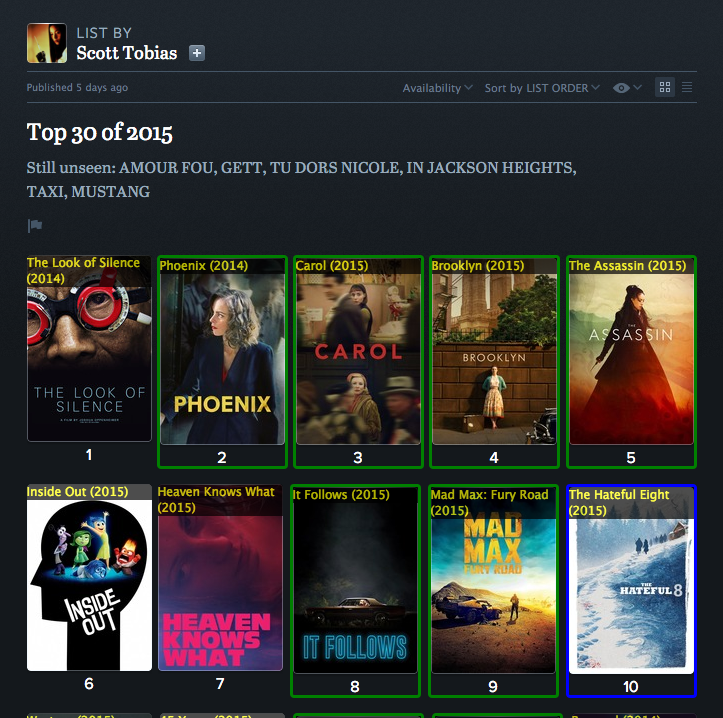 LIST BY
Scott Tobias
Published 5 days ago
Availability
Sort by LIST ORDER
Top 30 of 2015
Still unseen: AMOUR FOU, GETT, TU DORS NICOLE, IN JACKSON HEIGHTS,
TAXI, MUSTANG
The Look of Silence
(2014)
Phoenix (2014)
Carol (2015)
Brooklyn (2015)
The Assassin (2015)
THE LOOK OF
SILENCE
PHOENIX
CAROL
BROOKLYN
THE
ASSASSIN
1
2
3
4
5
Inside Out (2015)
Heaven Knows What
(2015)
It Follows (2015)
Mad Max: Fury Road
(2015)
The Hateful Eight
(2015)
INSIDE
OUT
HEAVEN
KNOWS
WHAT
IT FOLLOWS
MAD
MAX
FURY ROAD
THE
HATEFUL 8
6
7
8
9
10